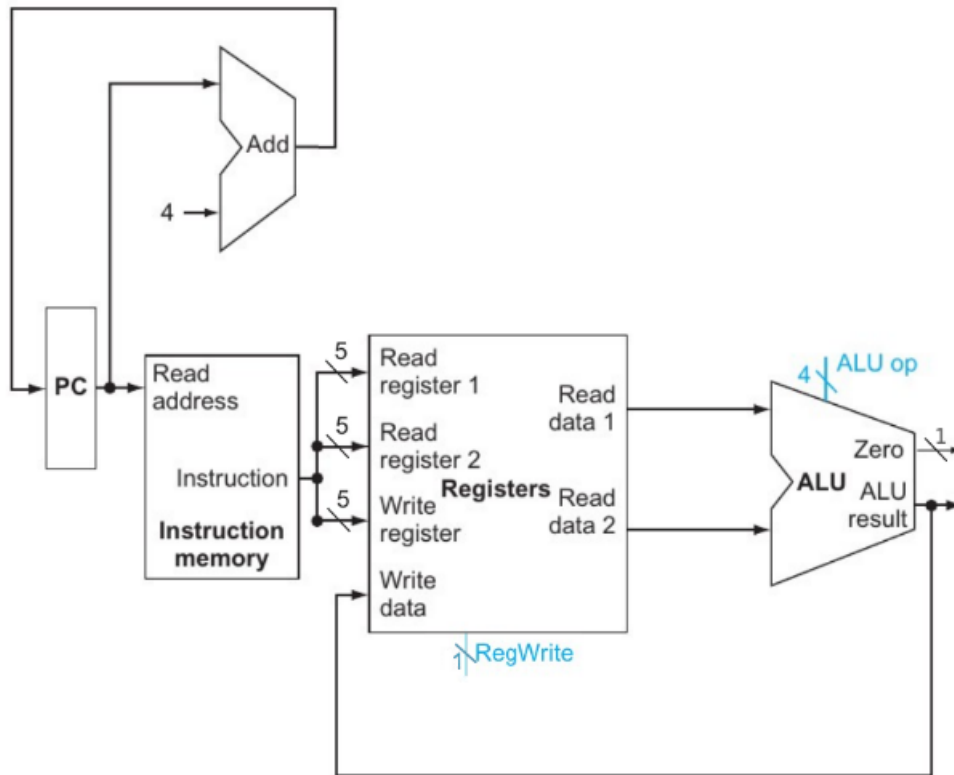 Add
4
PC
Read
address
Instruction
Instruction
memory
5
5
5
Read
register 1
Read
register 2
Write
register
Write
data
Registers
Read
data 1
Read
data 2
1
RegWrite
4
ALU op
ALU
Zero
1
ALU
result